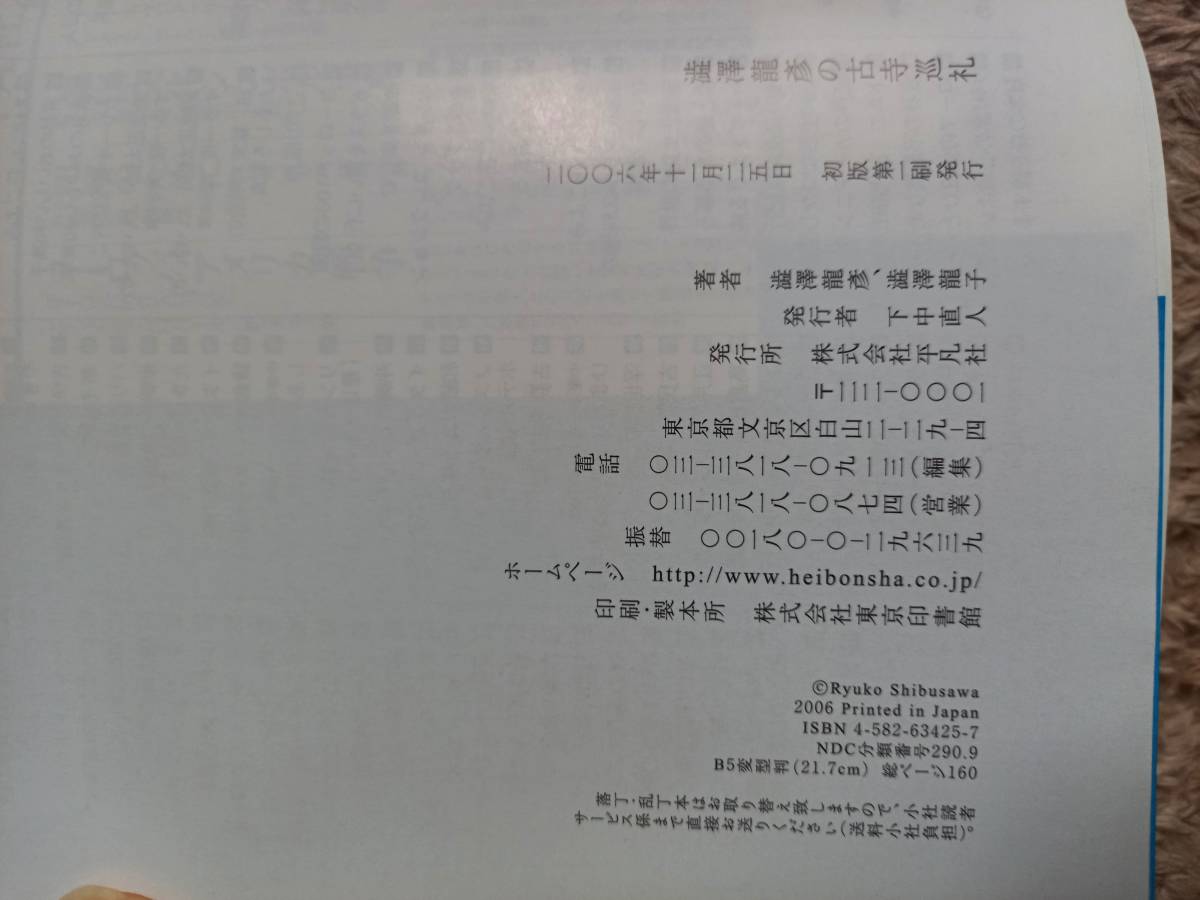 澁澤龍彥の古寺巡礼
二〇〇六年十一月二五日 初版第一刷発行
著者 澁澤龍彥、澁澤龍子
発行者 下中直人
発行所 株式会社平凡社
〒一一二−〇〇〇一
東京都文京区白山二−二九−四
電話 〇三−三八一八−〇九一三(編集)
〇三−三八一八−〇八七四(営業)
振替 〇〇一八〇−〇−二九六三九
ホームページ http://www.heibonsha.co.jp/
印刷・製本所 株式会社東京印書館
©Ryuko Shibusawa
2006 Printed in Japan
ISBN 4-582-63425-7
NDC分類番号290.9
B5変型判(21.7cm) 総ページ160
落丁・乱丁本はお取り替え致しますので、小社読者
サービス係まで直接お送りください(送料小社負担)。